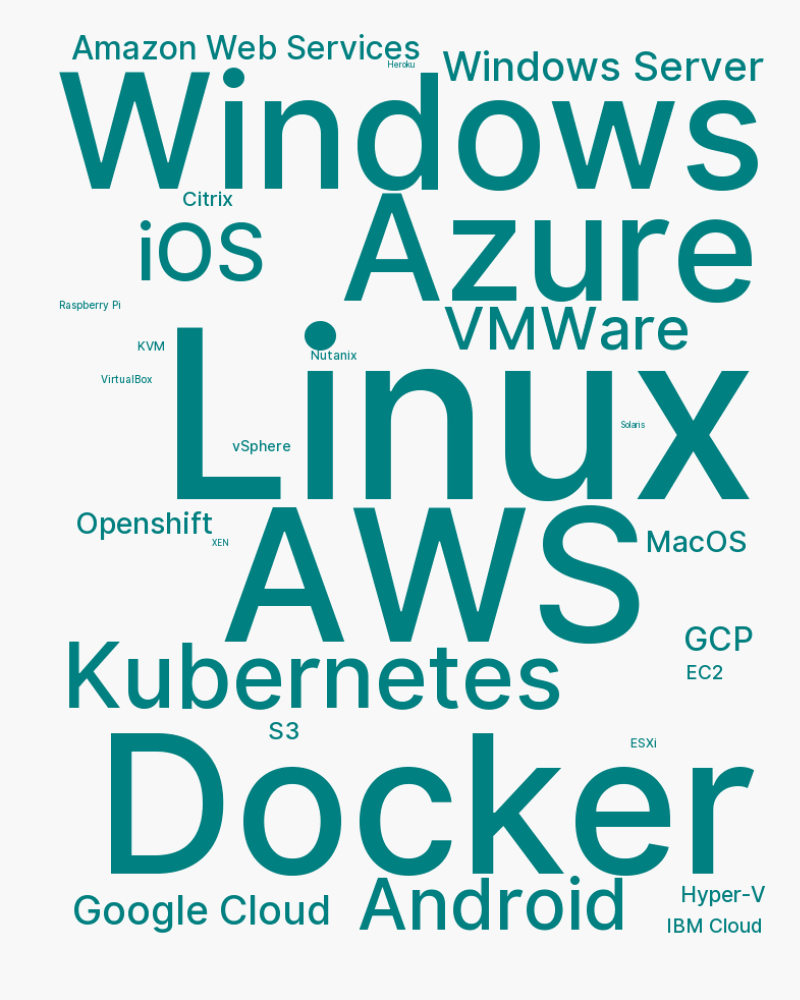 Amazon Web Services
Heroku
Windows Server
Windows
Citrix
iOS
Azure
Raspberry Pi
VMWare
KVM
Nutanix
VirtualBox
Linux
Solaris
vSphere
Openshift
XEN
AWS
MacOS
GCP
EC2
Kubernetes
S3
ESXi
Docker
Google Cloud
Android
Hyper-V
IBM Cloud